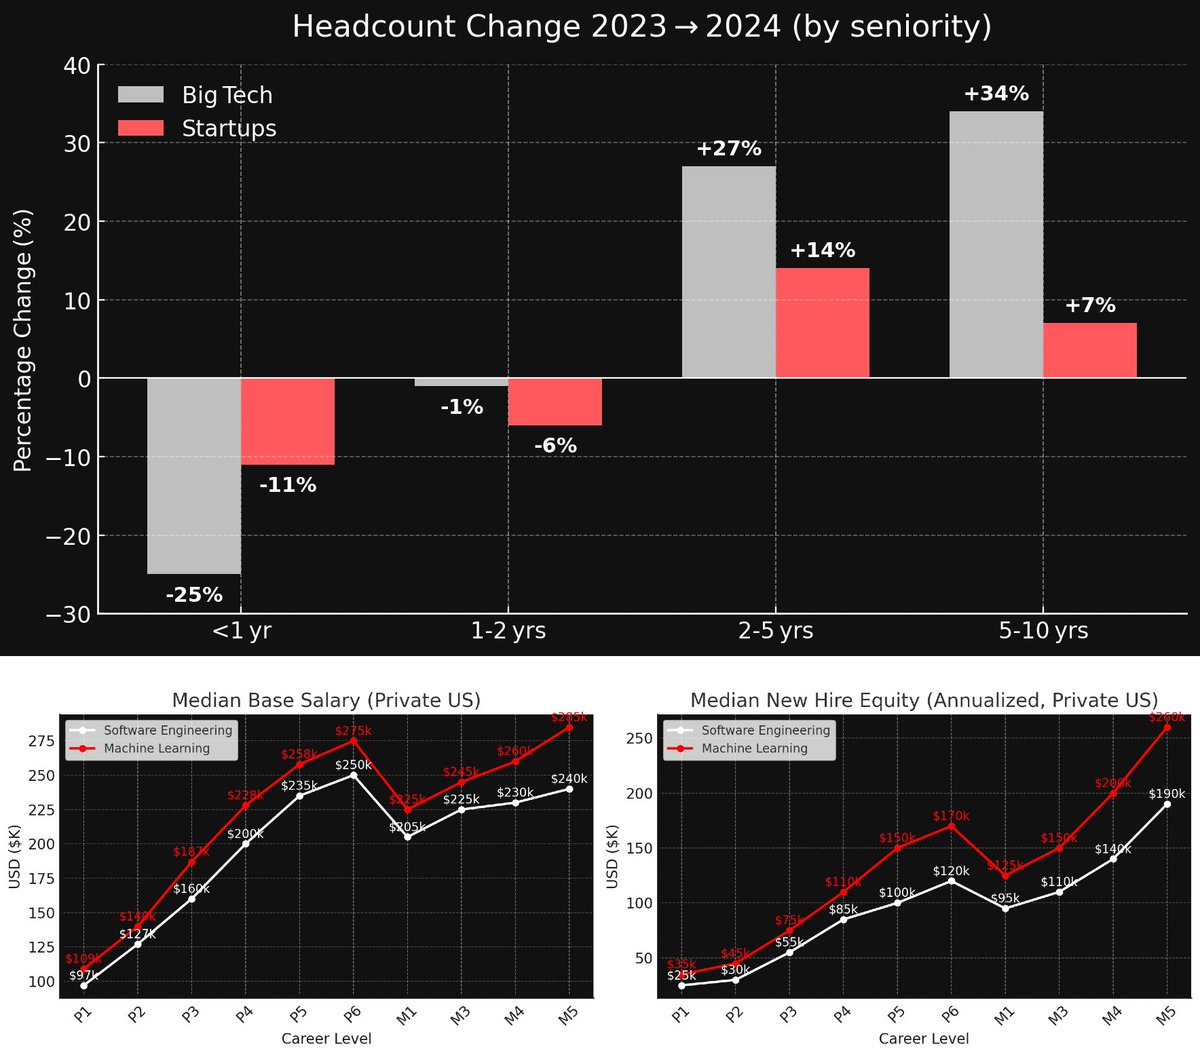 Headcount Change 2023→2024 (by seniority)
Percentage Change (%)
40
30
20
10
0
−10
−20
−30
Big Tech
Startups
-25%
-11%
-1%
-6%
+27%
+14%
+34%
+7%
<1 yr
1-2 yrs
2-5 yrs
5-10 yrs
Median Base Salary (Private US)
USD ($K)
275
250
225
200
175
150
125
100
Software Engineering
Machine Learning
$109k
$140k
$187k
$228k
$258k
$275k
$225k
$245k
$260k
$285k
$97k
$127k
$160k
$200k
$235k
$250k
$205k
$225k
$230k
$240k
P1
P2
P3
P4
P5
P6
M1
M3
M4
M5
Career Level
Median New Hire Equity (Annualized, Private US)
USD ($K)
250
200
150
100
50
Software Engineering
Machine Learning
$35k
$45k
$75k
$110k
$150k
$170k
$125k
$150k
$200k
$260k
$25k
$30k
$55k
$85k
$100k
$120k
$95k
$110k
$140k
$190k
P1
P2
P3
P4
P5
P6
M1
M3
M4
M5
Career Level